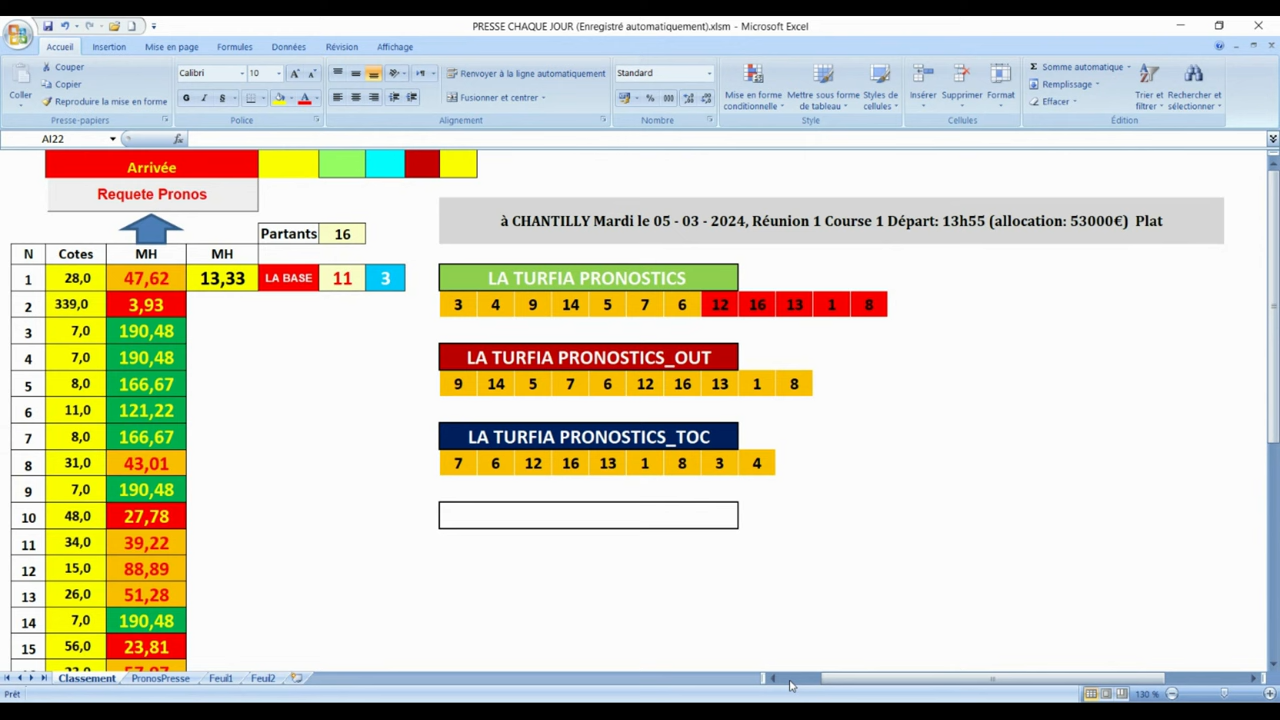 PRESSE CHAQUE JOUR (Enregistré automatiquement).xlsm - Microsoft Excel
Accueil Insertion Mise en page Formules Données Révision Affichage
Coller
Couper
Copier
Reproduire la mise en forme
Presse-papiers
Calibri 10
G I S
Police
Renvoyer à la ligne automatiquement
Fusionner et centrer
Alignement
Standard
% 000
Nombre
Mise en forme conditionnelle
Mettre sous forme de tableau
Styles de cellules
Style
Insérer Supprimer Format
Cellules
Somme automatique
Remplissage
Effacer
Trier et filtrer
Rechercher et sélectionner
Édition
AI22 fx
Arrivée
Requete Pronos
à CHANTILLY Mardi le 05 - 03 - 2024, Réunion 1 Course 1 Départ: 13h55 (allocation: 53000€) Plat
Partants 16
N Cotes MH MH
1 28,0 47,62 13,33 LA BASE 11 3
2 339,0 3,93
3 7,0 190,48
4 7,0 190,48
5 8,0 166,67
6 11,0 121,22
7 8,0 166,67
8 31,0 43,01
9 7,0 190,48
10 48,0 27,78
11 34,0 39,22
12 15,0 88,89
13 26,0 51,28
14 7,0 190,48
15 56,0 23,81
LA TURFIA PRONOSTICS
3 4 9 14 5 7 6 12 16 13 1 8
LA TURFIA PRONOSTICS_OUT
9 14 5 7 6 12 16 13 1 8
LA TURFIA PRONOSTICS_TOC
7 6 12 16 13 1 8 3 4
Classement PronosPresse Feuil1 Feuil2
Prêt
130 %